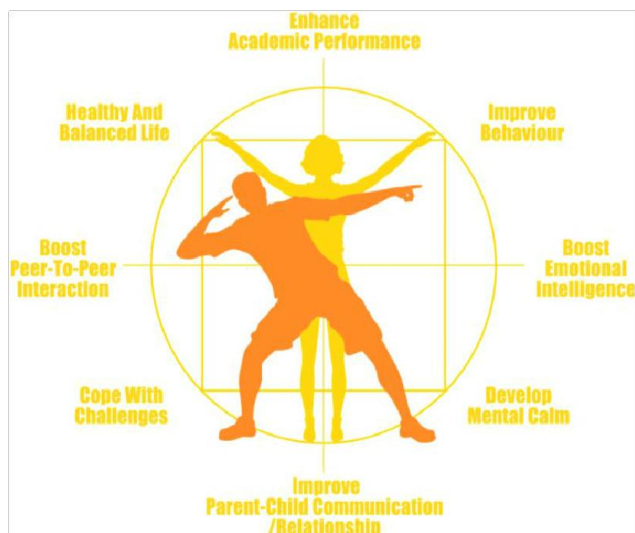 Enhance
Academic Performance
Healthy And
Balanced Life
Improve
Behaviour
Boost
Peer-To-Peer
Interaction
Boost
Emotional
Intelligence
Cope With
Challenges
Develop
Mental Calm
Improve
Parent-Child Communication
/Relationship